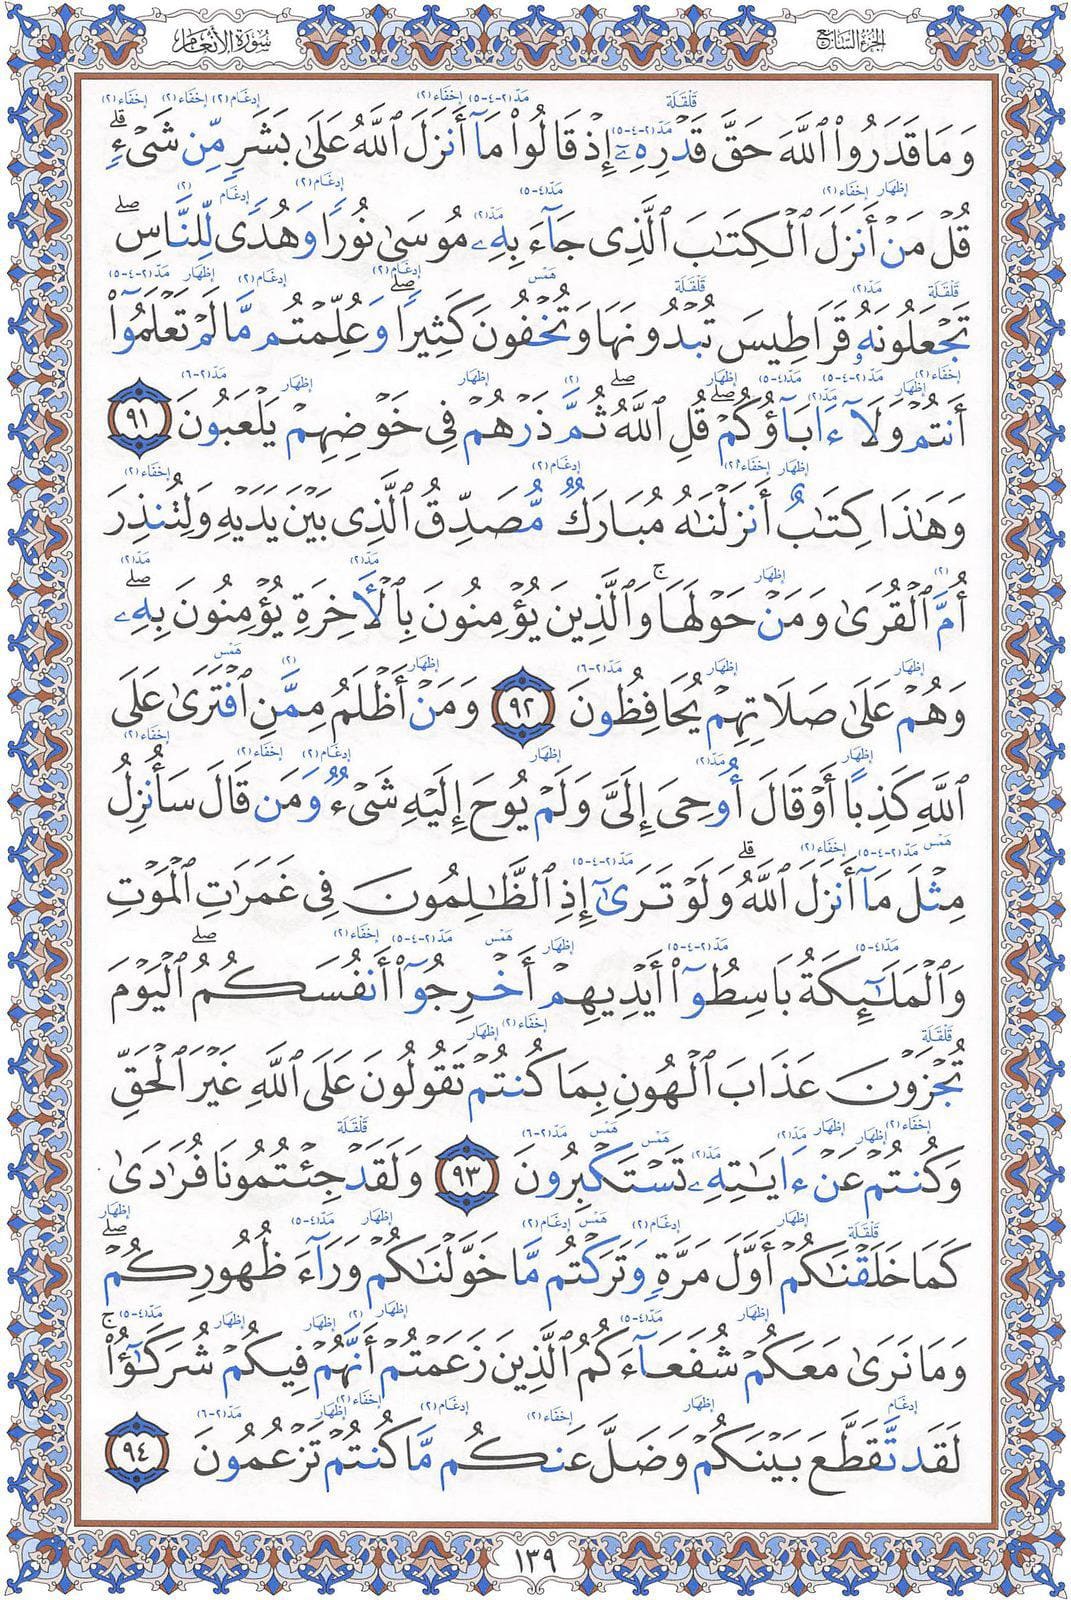 الجزء السابع
سورة الأنعام
وَمَا قَدَرُوا۟ ٱللَّهَ حَقَّ قَدْرِهِۦٓ إِذْ قَالُوا۟ مَآ أَنزَلَ ٱللَّهُ عَلَىٰ بَشَرٍ مِّن شَىْءٍ ۗ
قُلْ مَنْ أَنزَلَ ٱلْكِتَـٰبَ ٱلَّذِى جَآءَ بِهِۦ مُوسَىٰ نُورًا وَهُدًى لِّلنَّاسِ ۖ
تَجْعَلُونَهُۥ قَرَاطِيسَ تُبْدُونَهَا وَتُخْفُونَ كَثِيرًا ۖ وَعُلِّمْتُم مَّا لَمْ تَعْلَمُوٓا۟
أَنتُمْ وَلَآ ءَابَآؤُكُمْ ۖ قُلِ ٱللَّهُ ۖ ثُمَّ ذَرْهُمْ فِى خَوْضِهِمْ يَلْعَبُونَ ٩١
وَهَـٰذَا كِتَـٰبٌ أَنزَلْنَـٰهُ مُبَارَكٌ مُّصَدِّقُ ٱلَّذِى بَيْنَ يَدَيْهِ وَلِتُنذِرَ
أُمَّ ٱلْقُرَىٰ وَمَنْ حَوْلَهَا ۚ وَٱلَّذِينَ يُؤْمِنُونَ بِٱلْـَٔاخِرَةِ يُؤْمِنُونَ بِهِۦ ۖ
وَهُمْ عَلَىٰ صَلَاتِهِمْ يُحَافِظُونَ ٩٢ وَمَنْ أَظْلَمُ مِمَّنِ ٱفْتَرَىٰ عَلَى
ٱللَّهِ كَذِبًا أَوْ قَالَ أُوحِىَ إِلَىَّ وَلَمْ يُوحَ إِلَيْهِ شَىْءٌ وَمَن قَالَ سَأُنزِلُ
مِثْلَ مَآ أَنزَلَ ٱللَّهُ ۗ وَلَوْ تَرَىٰٓ إِذِ ٱلظَّـٰلِمُونَ فِى غَمَرَٰتِ ٱلْمَوْتِ
وَٱلْمَلَـٰٓئِكَةُ بَاسِطُوٓا۟ أَيْدِيهِمْ أَخْرِجُوٓا۟ أَنفُسَكُمُ ۖ ٱلْيَوْمَ
تُجْزَوْنَ عَذَابَ ٱلْهُونِ بِمَا كُنتُمْ تَقُولُونَ عَلَى ٱللَّهِ غَيْرَ ٱلْحَقِّ
وَكُنتُمْ عَنْ ءَايَـٰتِهِۦ تَسْتَكْبِرُونَ ٩٣ وَلَقَدْ جِئْتُمُونَا فُرَٰدَىٰ
كَمَا خَلَقْنَـٰكُمْ أَوَّلَ مَرَّةٍ وَتَرَكْتُم مَّا خَوَّلْنَـٰكُمْ وَرَآءَ ظُهُورِكُمْ ۖ
وَمَا نَرَىٰ مَعَكُمْ شُفَعَآءَكُمُ ٱلَّذِينَ زَعَمْتُمْ أَنَّهُمْ فِيكُمْ شُرَكَـٰٓؤُا۟ ۚ
لَقَد تَّقَطَّعَ بَيْنَكُمْ وَضَلَّ عَنكُم مَّا كُنتُمْ تَزْعُمُونَ ٩٤
١٣٩